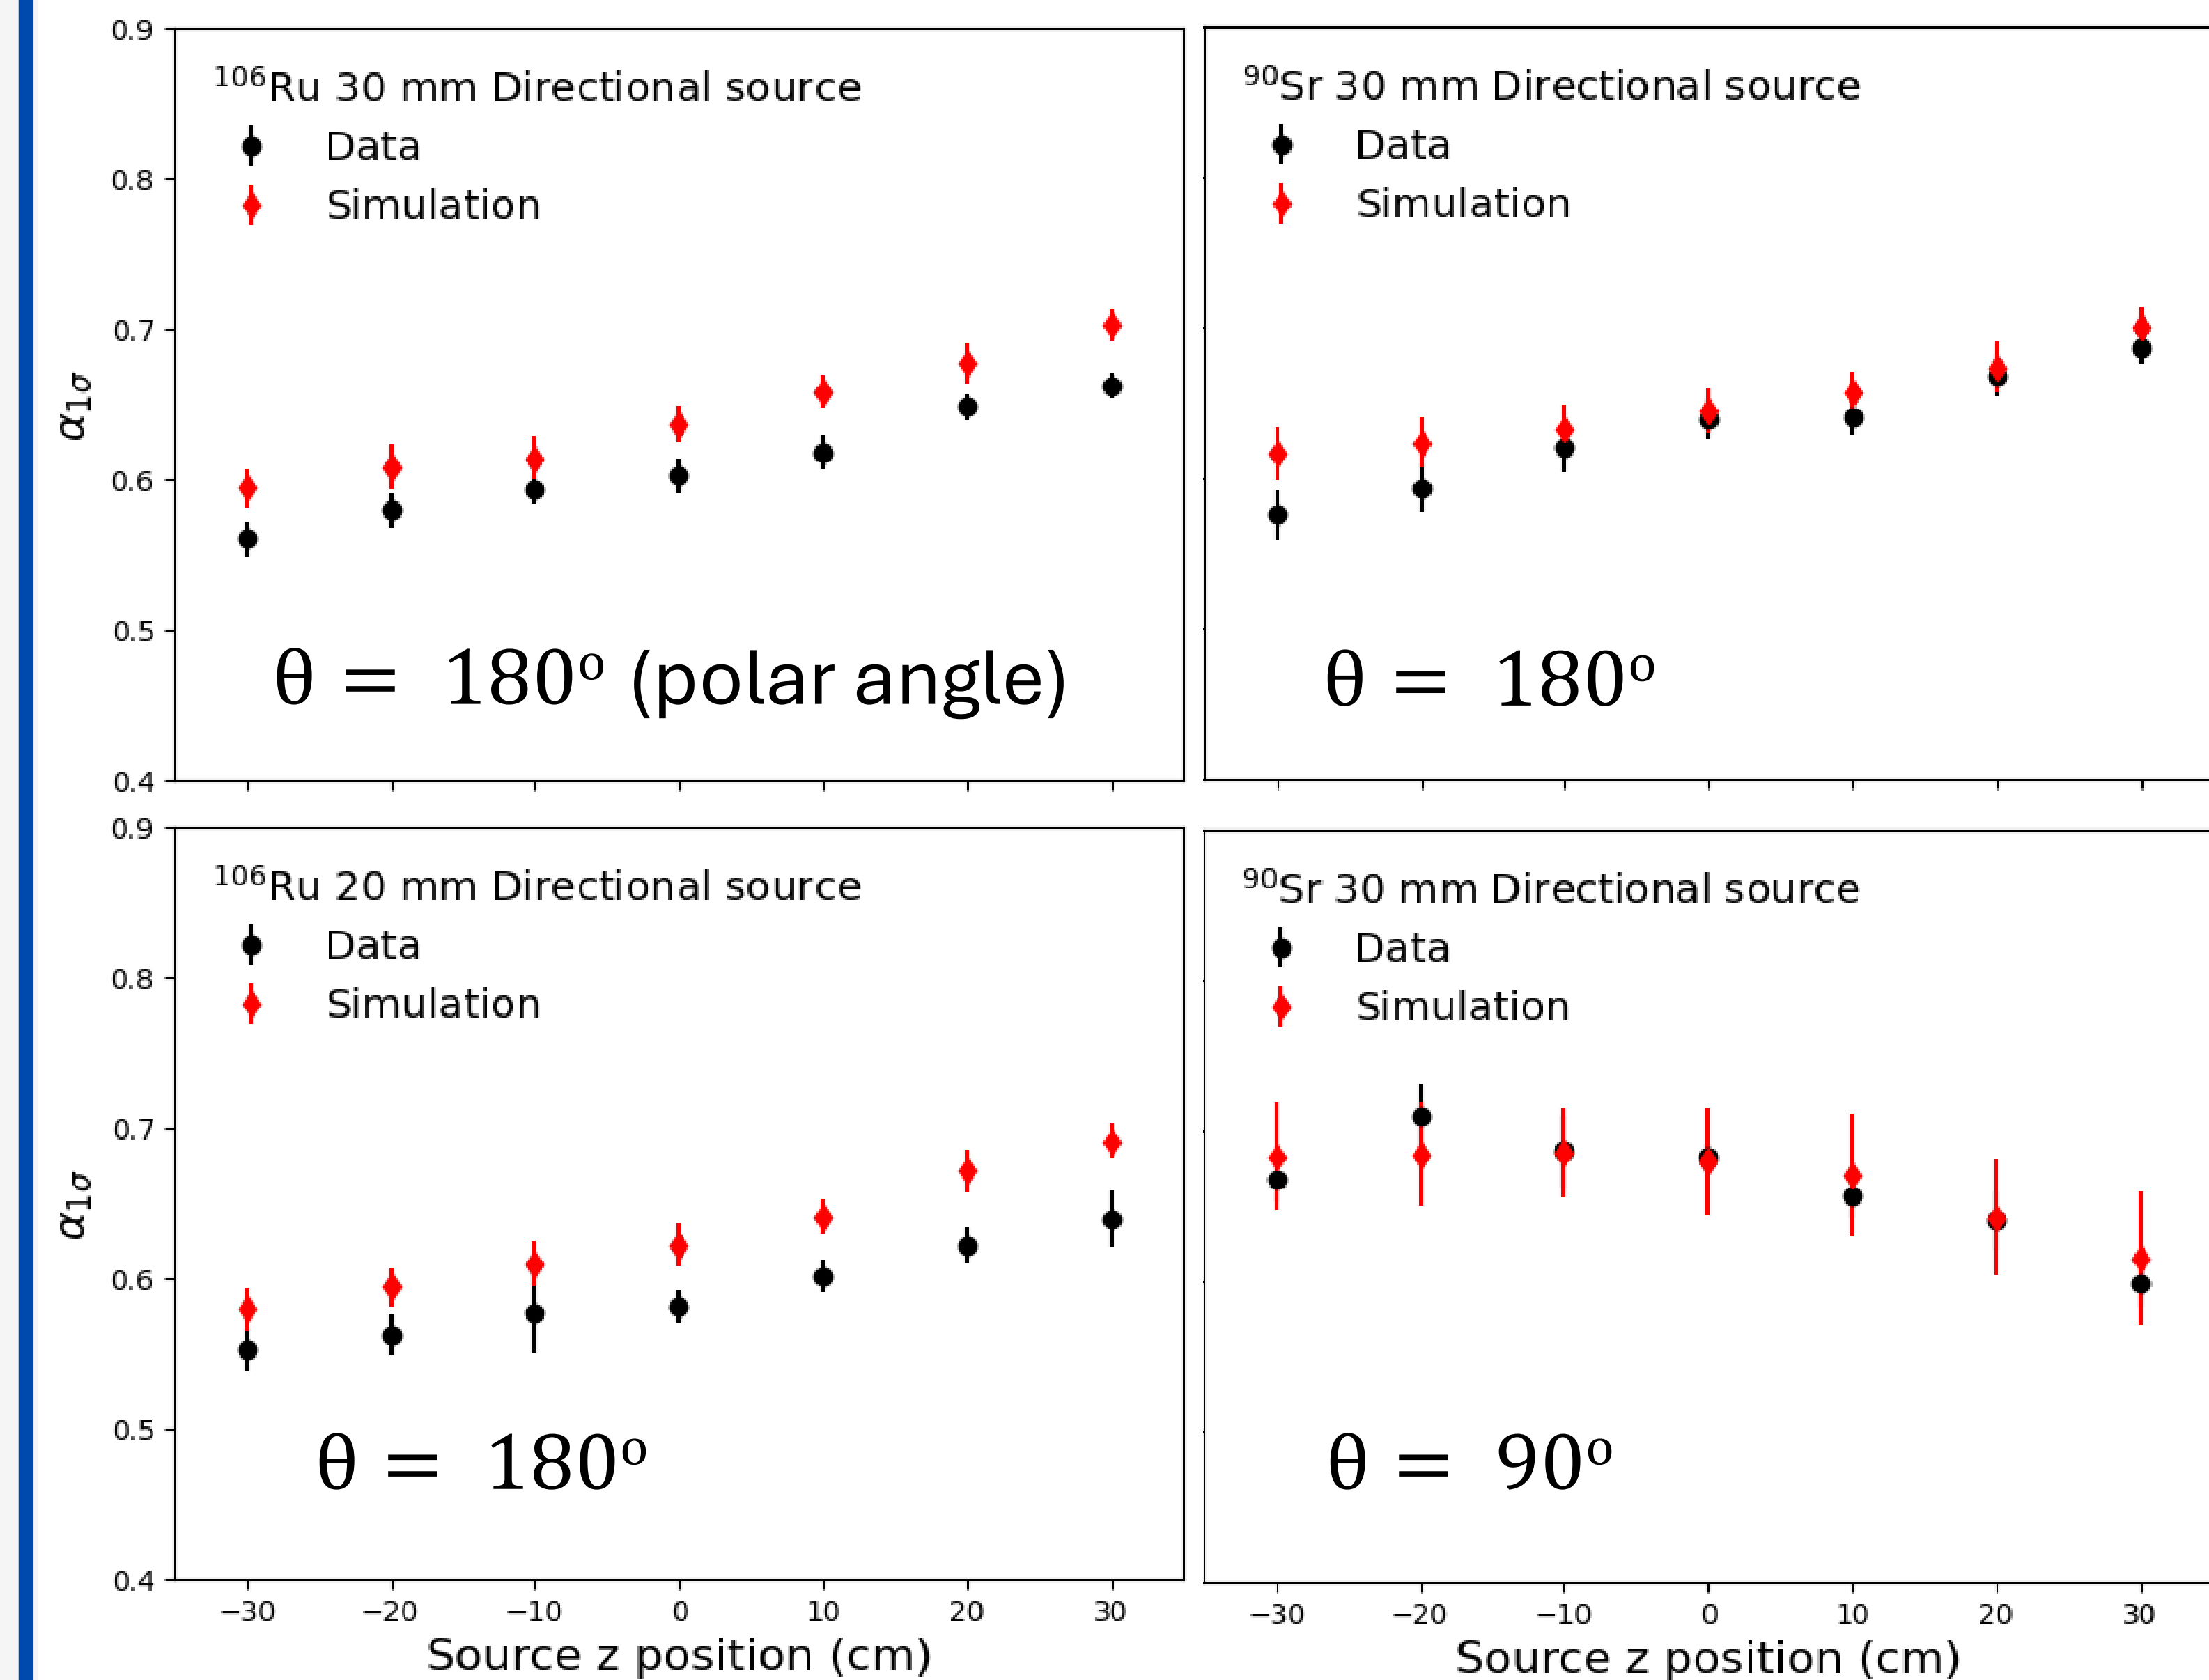 0.9
0.8
0.7
0.6
0.5
0.4
α1σ
¹⁰⁶Ru 30 mm Directional source
Data
Simulation
θ = 180º (polar angle)
⁹⁰Sr 30 mm Directional source
Data
Simulation
θ = 180º
0.9
0.8
0.7
0.6
0.5
0.4
α1σ
¹⁰⁶Ru 20 mm Directional source
Data
Simulation
θ = 180º
−30 −20 −10 0 10 20 30
Source z position (cm)
⁹⁰Sr 30 mm Directional source
Data
Simulation
θ = 90º
−30 −20 −10 0 10 20 30
Source z position (cm)